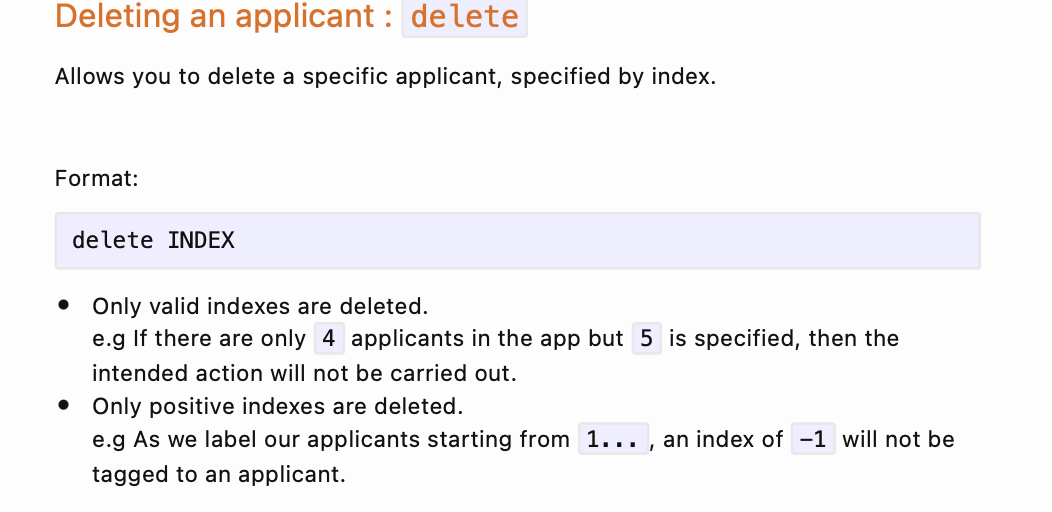 Deleting an applicant : delete
Allows you to delete a specific applicant, specified by index.
Format:
delete INDEX
• Only valid indexes are deleted.
e.g If there are only 4 applicants in the app but 5 is specified, then the
intended action will not be carried out.
• Only positive indexes are deleted.
e.g As we label our applicants starting from 1..., an index of -1 will not be
tagged to an applicant.